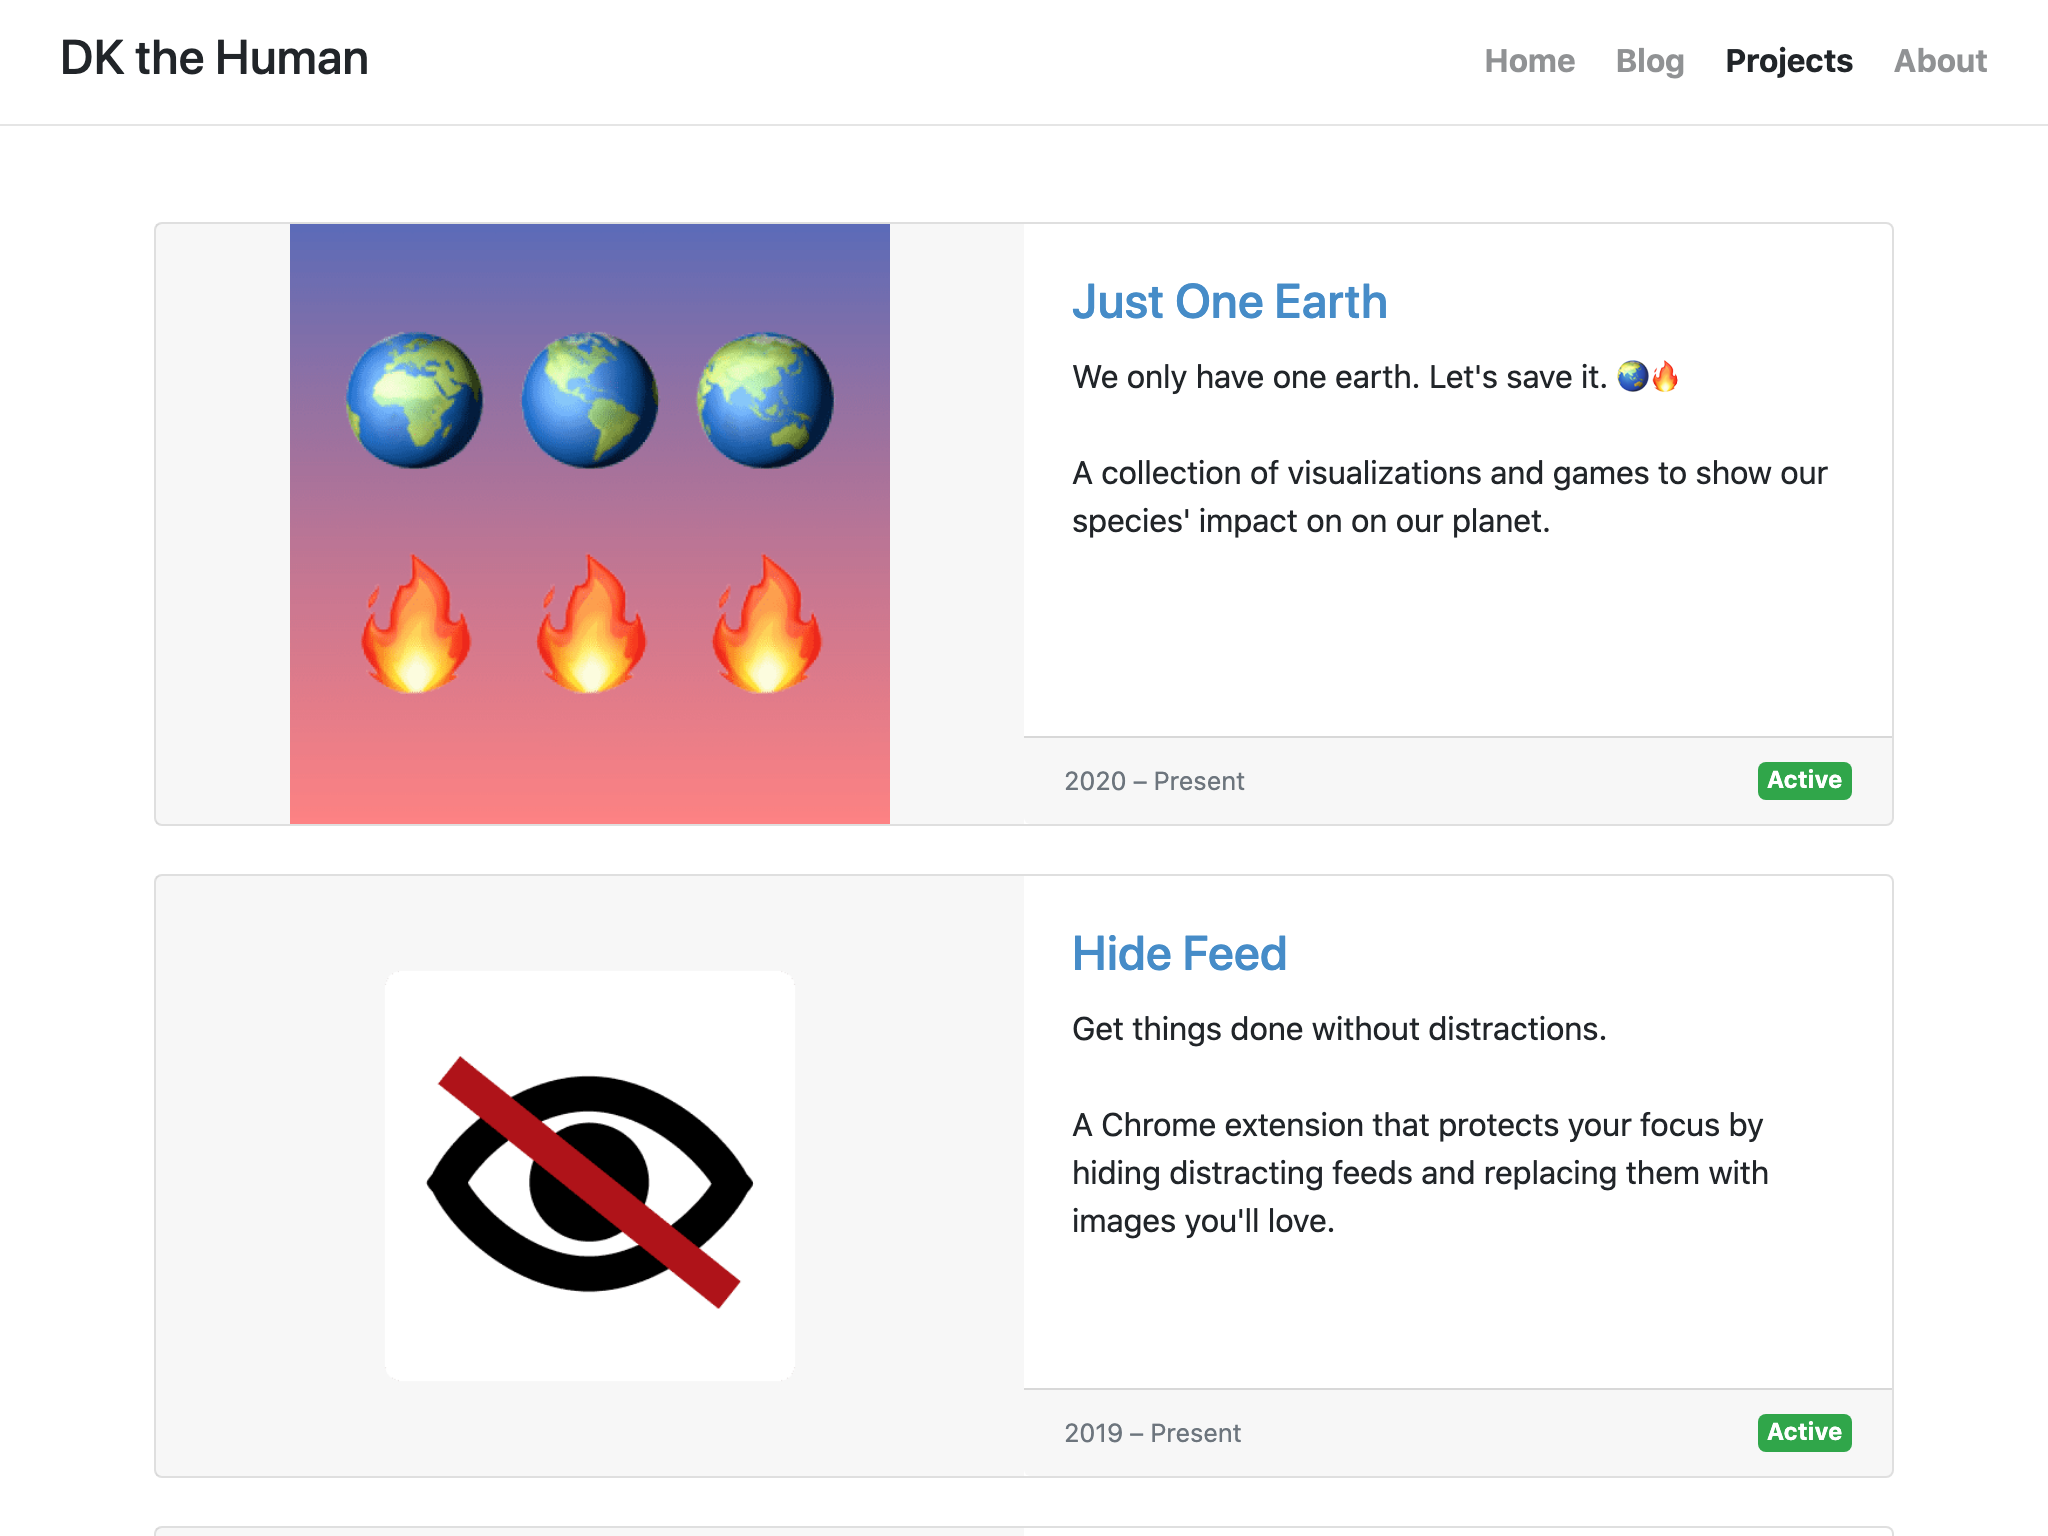 DK the Human
Home Blog Projects About
Just One Earth
We only have one earth. Let's save it. 🌏🔥
A collection of visualizations and games to show our
species' impact on on our planet.
2020 – Present
Active
Hide Feed
Get things done without distractions.
A Chrome extension that protects your focus by
hiding distracting feeds and replacing them with
images you'll love.
2019 – Present
Active